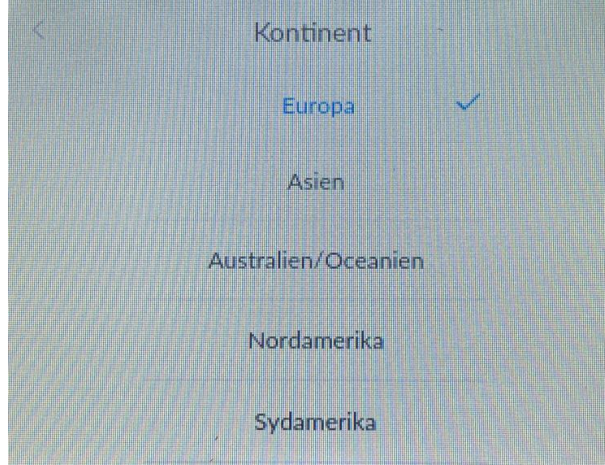 Kontinent
Europa
Asien
Australien/Oceanien
Nordamerika
Sydamerika